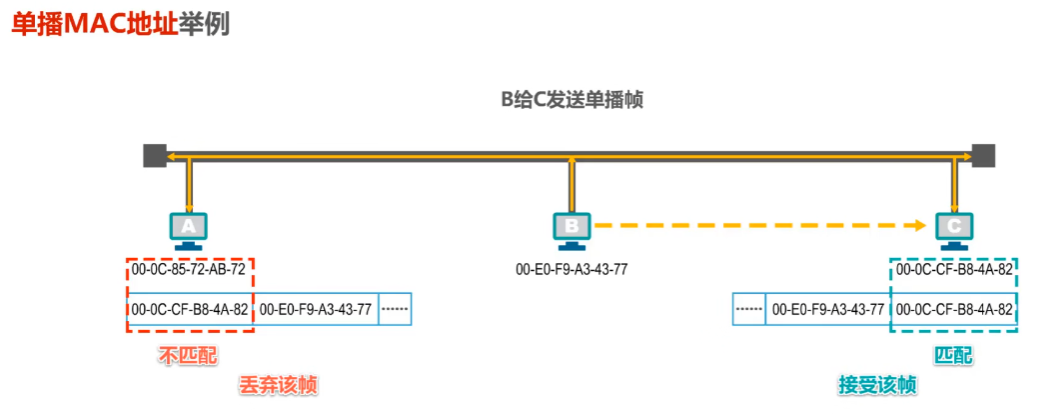 单播MAC地址举例
B给C发送单播帧
A
B
C
00-0C-85-72-AB-72
00-E0-F9-A3-43-77
00-0C-CF-B8-4A-82
00-0C-CF-B8-4A-82 00-E0-F9-A3-43-77 ······
······ 00-E0-F9-A3-43-77 00-0C-CF-B8-4A-82
不匹配
匹配
丢弃该帧
接受该帧